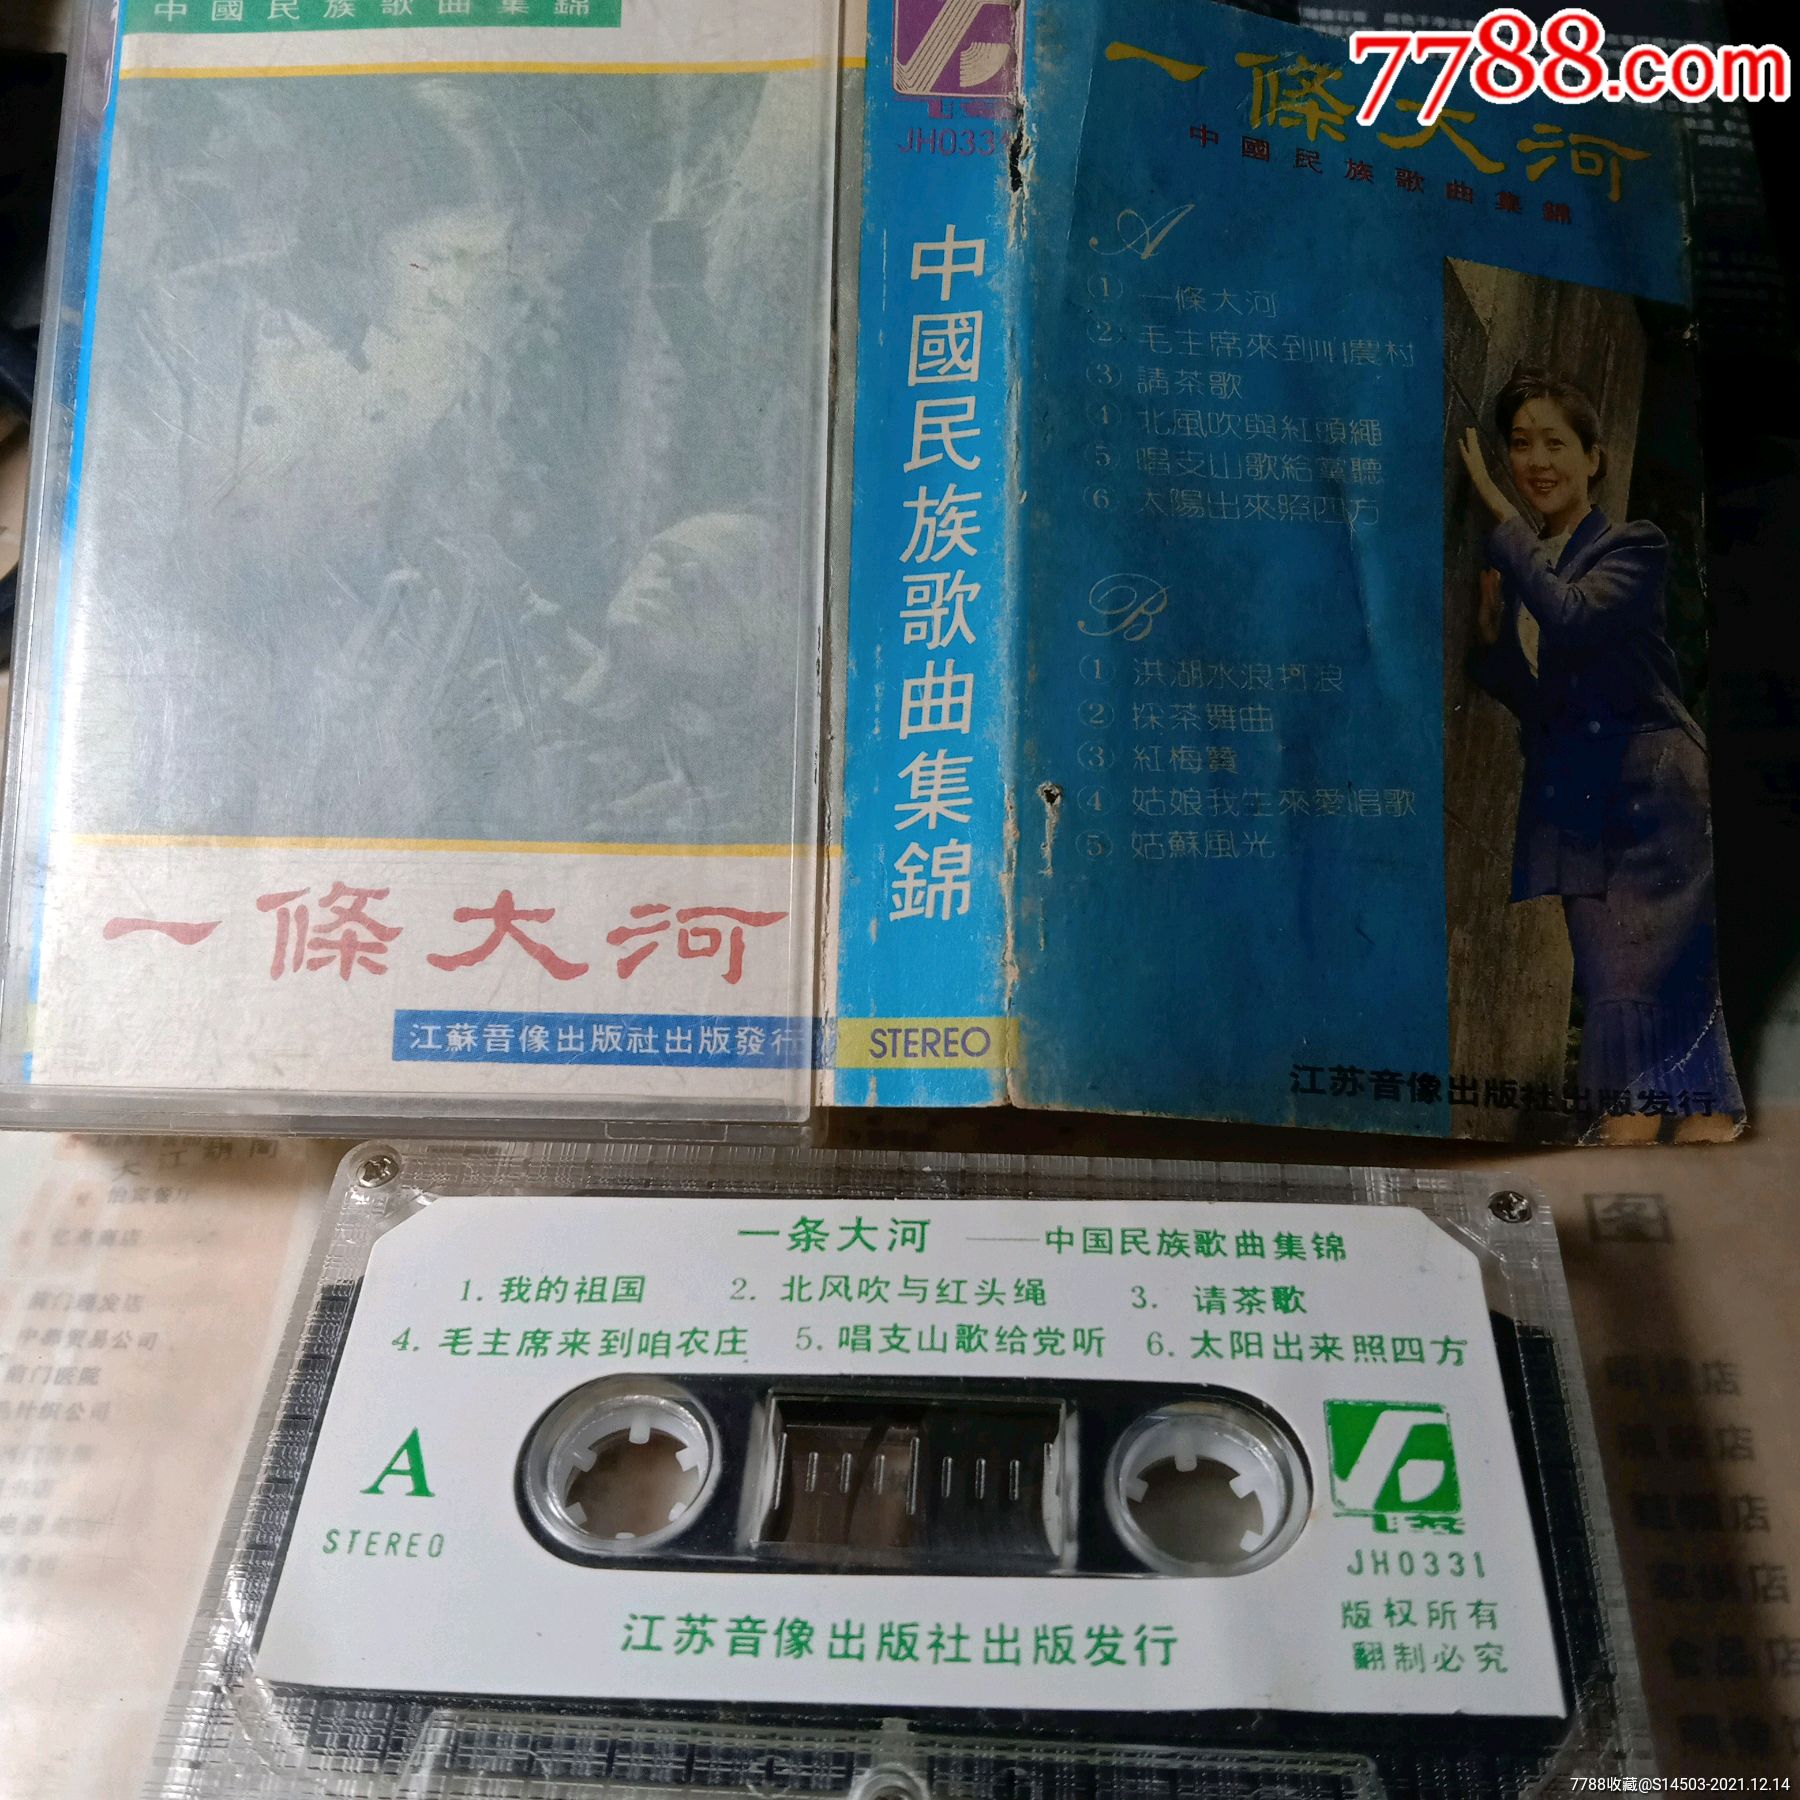 7788.com
中國民族歌曲集錦
一條大河
江蘇音像出版社出版發行
JH0331
中國民族歌曲集錦
STEREO
一條大河
中國民族歌曲集錦
A
① 一條大河
② 毛主席來到咱農村
③ 請茶歌
④ 北風吹與紅頭繩
⑤ 唱支山歌給黨聽
⑥ 太陽出來照四方
B
① 洪湖水浪打浪
② 採茶舞曲
③ 紅梅贊
④ 姑娘我生來愛唱歌
⑤ 姑蘇風光
江苏音像出版社出版发行
一条大河 ——中国民族歌曲集锦
1. 我的祖国 2. 北风吹与红头绳 3. 请茶歌
4. 毛主席来到咱农庄 5. 唱支山歌给党听 6. 太阳出来照四方
A
STEREO
JH0331
版权所有
翻制必究
江苏音像出版社出版发行
7788收藏@S14503-2021.12.14